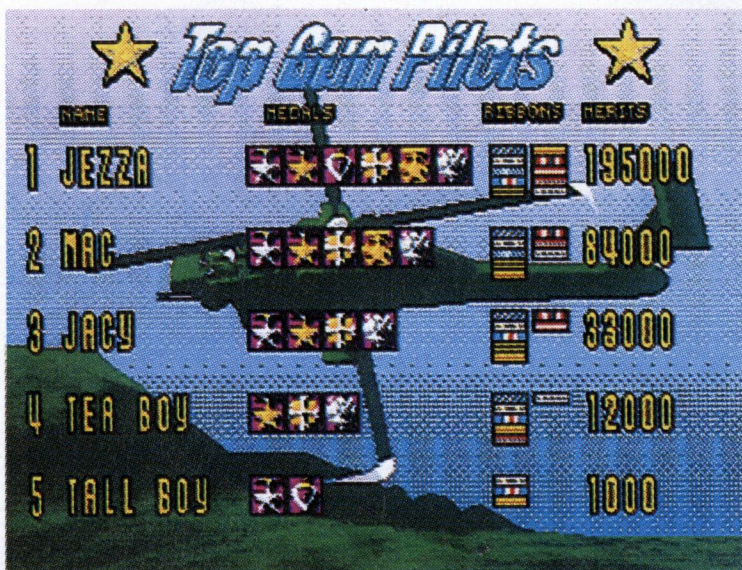 Top Gun Pilots
NAME MEDALS RIBBONS MERITS
1 JEZZA 195000
2 MAC 84000
3 JACY 33000
4 TEA BOY 12000
5 TALL BOY 1000